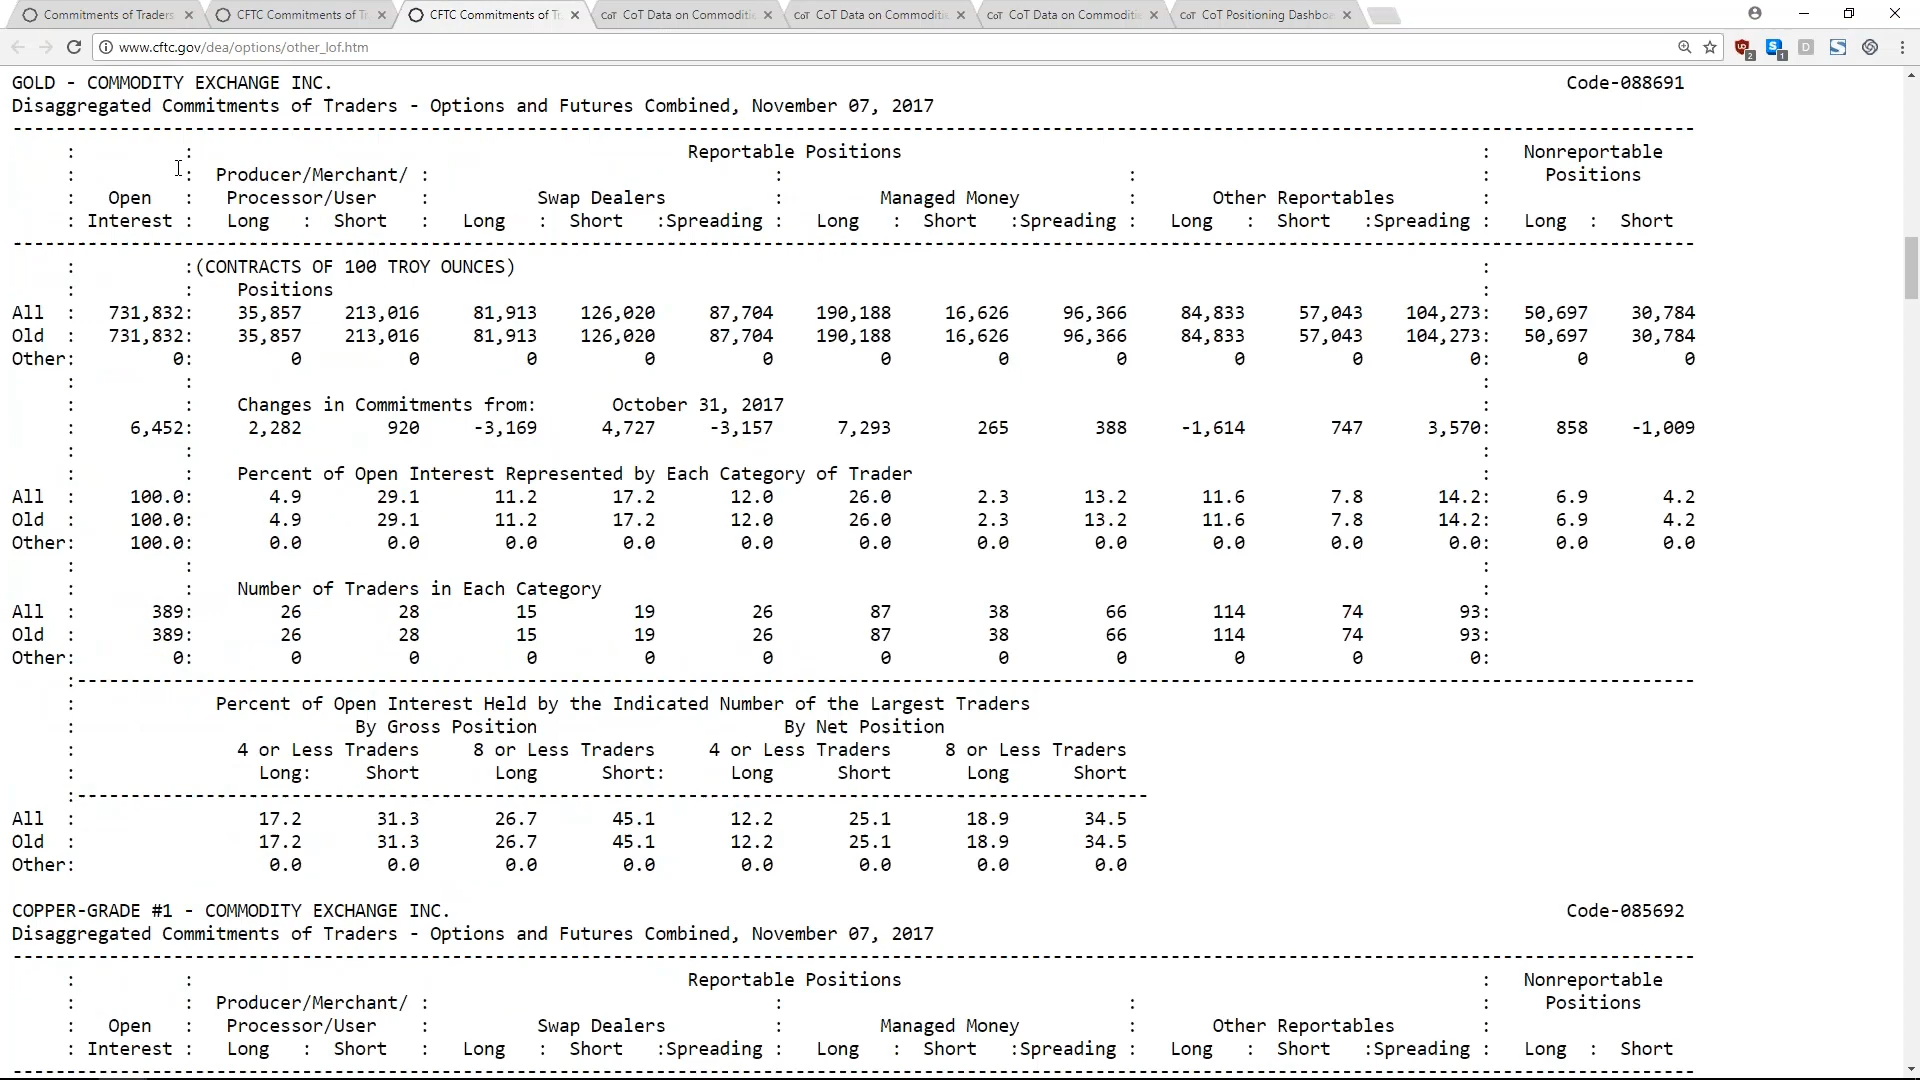 Commitments of Traders
CFTC Commitments of T
CFTC Commitments of T
CoT CoT Data on Commodi
CoT CoT Data on Commodi
CoT CoT Data on Commodi
CoT CoT Positioning Dashbo
www.cftc.gov/dea/options/other_lof.htm
GOLD - COMMODITY EXCHANGE INC. Code-088691
Disaggregated Commitments of Traders - Options and Futures Combined, November 07, 2017
-----------------------------------------------------------------
: : Reportable Positions : Nonreportable
: : Producer/Merchant/ : : : : Positions
: Open : Processor/User : Swap Dealers : Managed Money : Other Reportables :
: Interest : Long : Short : Long : Short :Spreading : Long : Short :Spreading : Long : Short :Spreading : Long : Short
-----------------------------------------------------------------
: :(CONTRACTS OF 100 TROY OUNCES) :
: : Positions :
All : 731,832: 35,857 213,016 81,913 126,020 87,704 190,188 16,626 96,366 84,833 57,043 104,273: 50,697 30,784
Old : 731,832: 35,857 213,016 81,913 126,020 87,704 190,188 16,626 96,366 84,833 57,043 104,273: 50,697 30,784
Other: 0: 0 0 0 0 0 0 0 0 0 0 0: 0 0
: : :
: : Changes in Commitments from: October 31, 2017 :
: 6,452: 2,282 920 -3,169 4,727 -3,157 7,293 265 388 -1,614 747 3,570: 858 -1,009
: : :
: : Percent of Open Interest Represented by Each Category of Trader :
All : 100.0: 4.9 29.1 11.2 17.2 12.0 26.0 2.3 13.2 11.6 7.8 14.2: 6.9 4.2
Old : 100.0: 4.9 29.1 11.2 17.2 12.0 26.0 2.3 13.2 11.6 7.8 14.2: 6.9 4.2
Other: 100.0: 0.0 0.0 0.0 0.0 0.0 0.0 0.0 0.0 0.0 0.0 0.0: 0.0 0.0
: : :
: : Number of Traders in Each Category :
All : 389: 26 28 15 19 26 87 38 66 114 74 93:
Old : 389: 26 28 15 19 26 87 38 66 114 74 93:
Other: 0: 0 0 0 0 0 0 0 0 0 0 0:
:----------------------------------------------------------------
: Percent of Open Interest Held by the Indicated Number of the Largest Traders
: By Gross Position By Net Position
: 4 or Less Traders 8 or Less Traders 4 or Less Traders 8 or Less Traders
: Long: Short Long Short: Long Short Long Short
:----------------------------------------------------------------
All : 17.2 31.3 26.7 45.1 12.2 25.1 18.9 34.5
Old : 17.2 31.3 26.7 45.1 12.2 25.1 18.9 34.5
Other: 0.0 0.0 0.0 0.0 0.0 0.0 0.0 0.0
COPPER-GRADE #1 - COMMODITY EXCHANGE INC. Code-085692
Disaggregated Commitments of Traders - Options and Futures Combined, November 07, 2017
-----------------------------------------------------------------
: : Reportable Positions : Nonreportable
: : Producer/Merchant/ : : : : Positions
: Open : Processor/User : Swap Dealers : Managed Money : Other Reportables :
: Interest : Long : Short : Long : Short :Spreading : Long : Short :Spreading : Long : Short :Spreading : Long : Short
-----------------------------------------------------------------